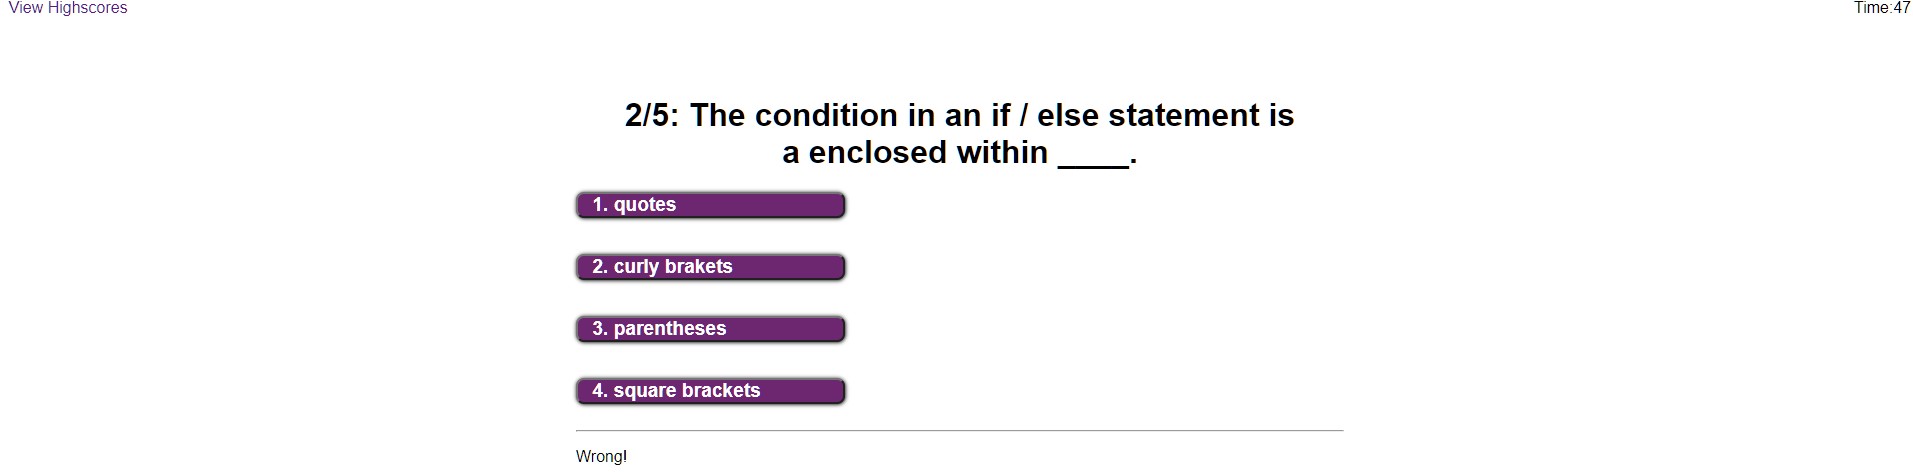 View Highscores
Time:47
2/5: The condition in an if / else statement is
a enclosed within ____.
1. quotes
2. curly brakets
3. parentheses
4. square brackets
Wrong!